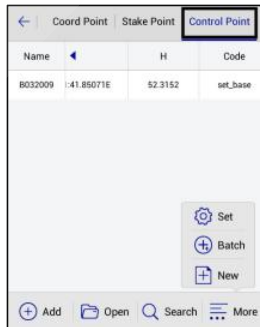 Coord Point Stake Point Control Point
Name H Code
B032009 :41.85071E 52.3152 set_base
Set
Batch
New
Add Open Search More